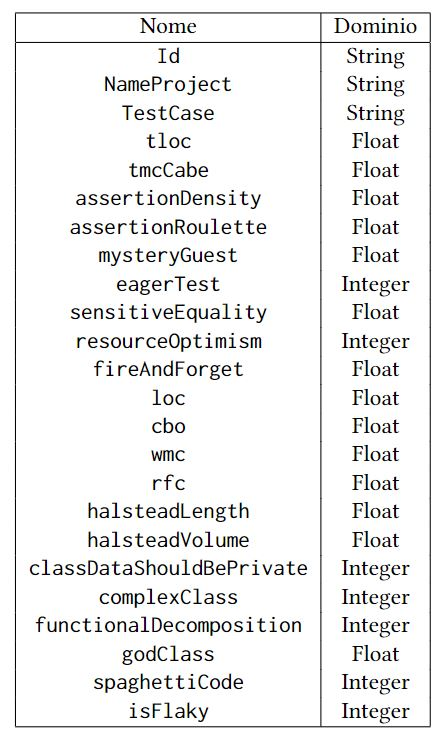 Nome Dominio
Id String
NameProject String
TestCase String
tloc Float
tmcCabe Float
assertionDensity Float
assertionRoulette Float
mysteryGuest Float
eagerTest Integer
sensitiveEquality Float
resourceOptimism Integer
fireAndForget Float
loc Float
cbo Float
wmc Float
rfc Float
halsteadLength Float
halsteadVolume Float
classDataShouldBePrivate Integer
complexClass Integer
functionalDecomposition Integer
godClass Float
spaghettiCode Integer
isFlaky Integer